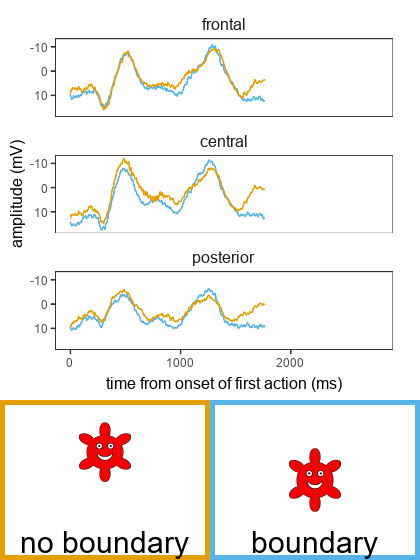 frontal
-10
0
10
central
-10
0
10
amplitude (mV)
posterior
-10
0
10
0 1000 2000
time from onset of first action (ms)
no boundary boundary